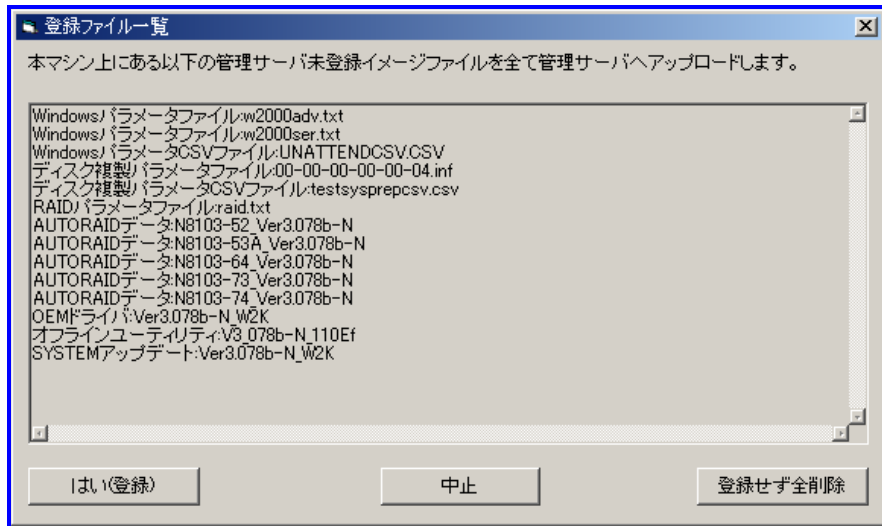 登録ファイル一覧
本マシン上にある以下の管理サーバ未登録イメージファイルを全て管理サーバへアップロードします。
Windowsパラメータファイル:w2000adv.txt
Windowsパラメータファイル:w2000ser.txt
WindowsパラメータCSVファイル:UNATTENDCSV.CSV
ディスク複製パラメータファイル:00-00-00-00-00-04.inf
ディスク複製パラメータCSVファイル:testsysprepcsv.csv
RAIDパラメータファイル:raid.txt
AUTORAIDデータ:N8103-52_Ver3.078b-N
AUTORAIDデータ:N8103-53A_Ver3.078b-N
AUTORAIDデータ:N8103-64_Ver3.078b-N
AUTORAIDデータ:N8103-73_Ver3.078b-N
AUTORAIDデータ:N8103-74_Ver3.078b-N
OEMドライバ:Ver3.078b-N_W2K
オフラインユーティリティ:V3_078b-N_110Ef
SYSTEMアップデート:Ver3.078b-N_W2K
はい(登録)
中止
登録せず全削除